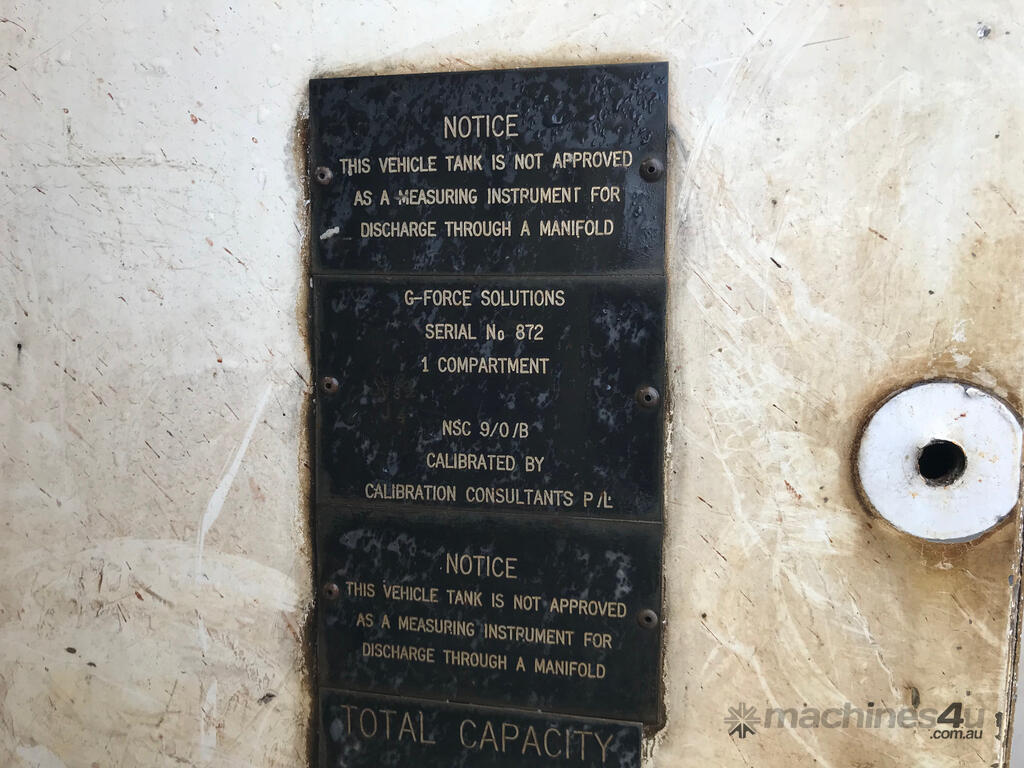 NOTICE
THIS VEHICLE TANK IS NOT APPROVED
AS A MEASURING INSTRUMENT FOR
DISCHARGE THROUGH A MANIFOLD
G-FORCE SOLUTIONS
SERIAL No 872
1 COMPARTMENT
NSC 9/0/B
CALIBRATED BY
CALIBRATION CONSULTANTS P/L
NOTICE
THIS VEHICLE TANK IS NOT APPROVED
AS A MEASURING INSTRUMENT FOR
DISCHARGE THROUGH A MANIFOLD
TOTAL CAPACITY
machines4u
.com.au